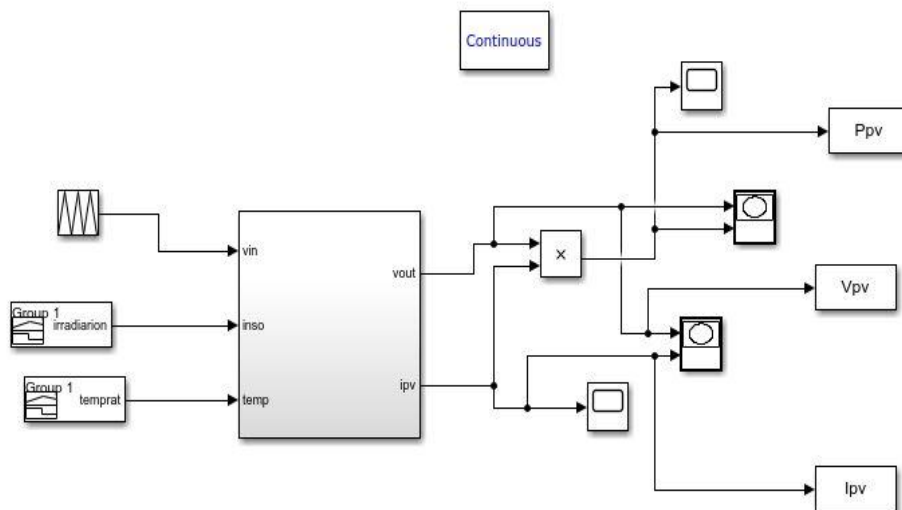 Continuous
Ppv
vin
vout
×
Vpv
Group 1
irradiarion
inso
Group 1
temprat
temp
ipv
Ipv